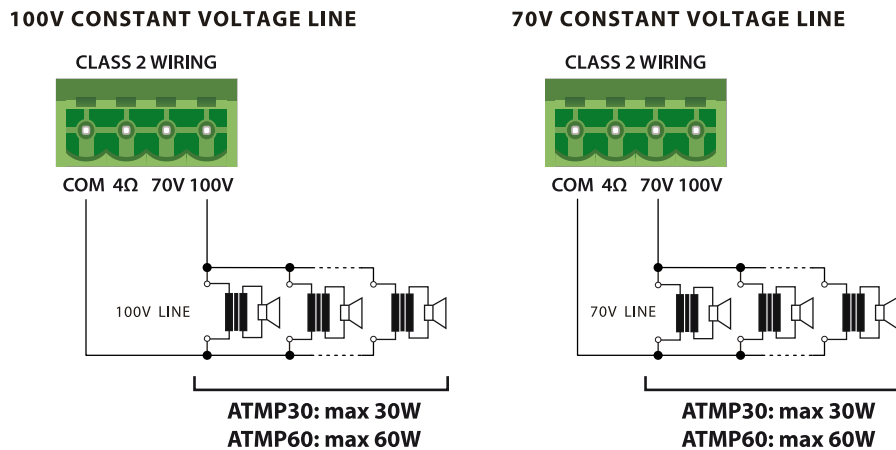 100V CONSTANT VOLTAGE LINE
CLASS 2 WIRING
COM 4Ω 70V 100V
100V LINE
ATMP30: max 30W
ATMP60: max 60W
70V CONSTANT VOLTAGE LINE
CLASS 2 WIRING
COM 4Ω 70V 100V
70V LINE
ATMP30: max 30W
ATMP60: max 60W